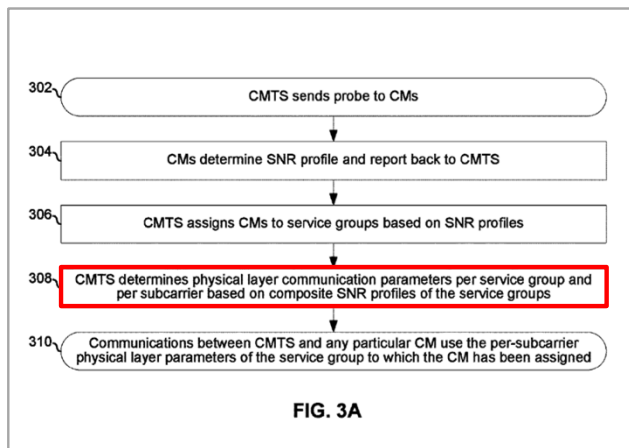 302
CMTS sends probe to CMs
304
CMs determine SNR profile and report back to CMTS
306
CMTS assigns CMs to service groups based on SNR profiles
308
CMTS determines physical layer communication parameters per service group and
per subcarrier based on composite SNR profiles of the service groups
310
Communications between CMTS and any particular CM use the per-subcarrier
physical layer parameters of the service group to which the CM has been assigned
FIG. 3A